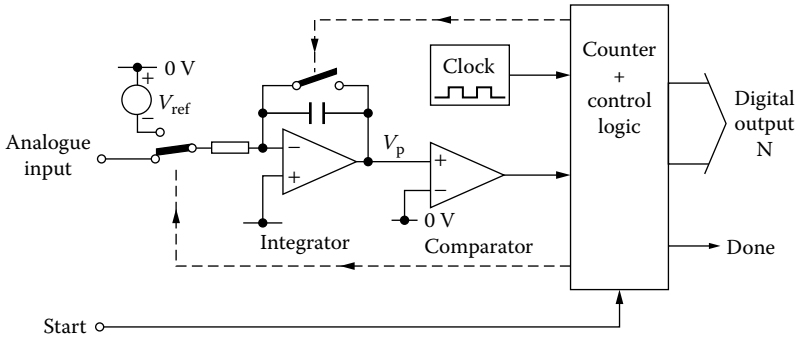 Counter
+
control
logic
Clock
0 V
+
V_ref
−
Digital
output
N
Analogue
input
−
+
V_p
+
−
0 V
Integrator
Comparator
Done
Start